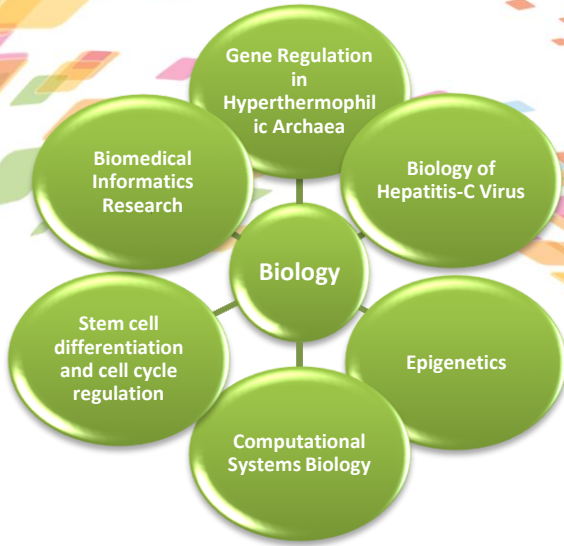 Gene Regulation
in
Hyperthermophil
ic Archaea
Biomedical
Informatics
Research
Biology of
Hepatitis-C Virus
Biology
Stem cell
differentiation
and cell cycle
regulation
Epigenetics
Computational
Systems Biology